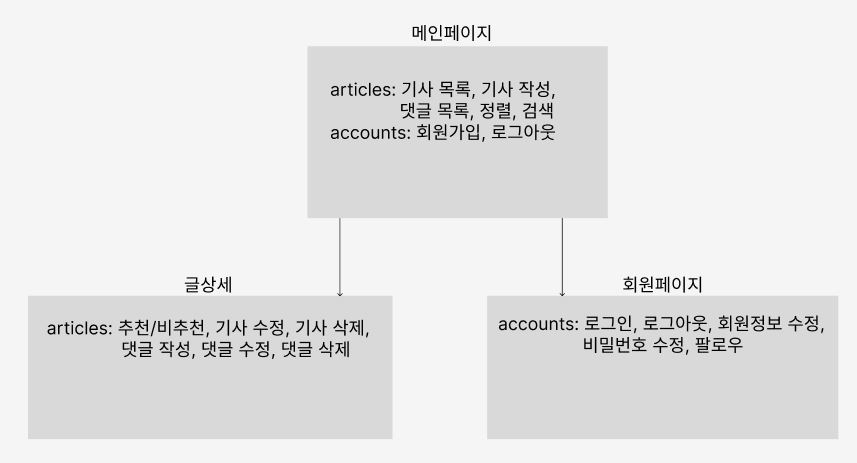 메인페이지
articles: 기사 목록, 기사 작성,
댓글 목록, 정렬, 검색
accounts: 회원가입, 로그아웃
글상세
articles: 추천/비추천, 기사 수정, 기사 삭제,
댓글 작성, 댓글 수정, 댓글 삭제
회원페이지
accounts: 로그인, 로그아웃, 회원정보 수정,
비밀번호 수정, 팔로우